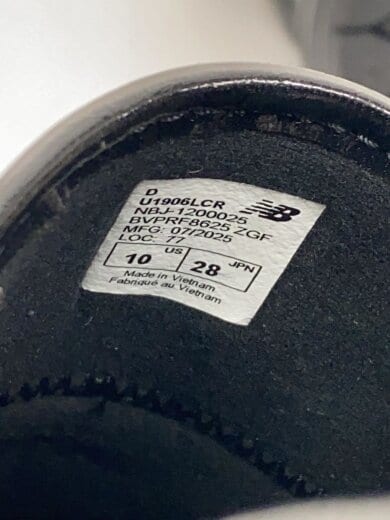 D
U1906LCR
NBJ-1200025
BVPRF8625 ZGF
MFG: 07/2025
LOC: 77
10 US 28 JPN
Made in Vietnam
Fabriqué au Vietnam